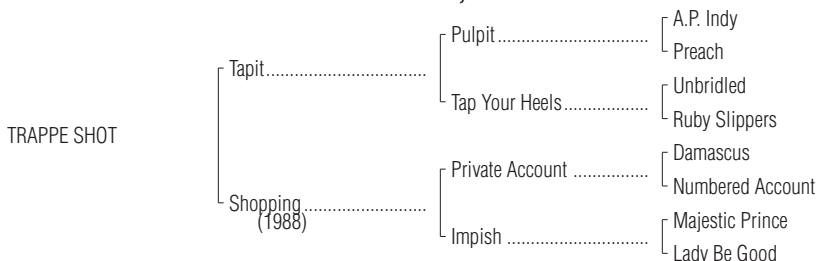 A.P. Indy
Pulpit................................
Preach
Tapit..................................
Unbridled
Tap Your Heels..................
Ruby Slippers
TRAPPE SHOT
Damascus
Private Account ................
Numbered Account
Shopping..........................
(1988)
Majestic Prince
Impish ..............................
Lady Be Good